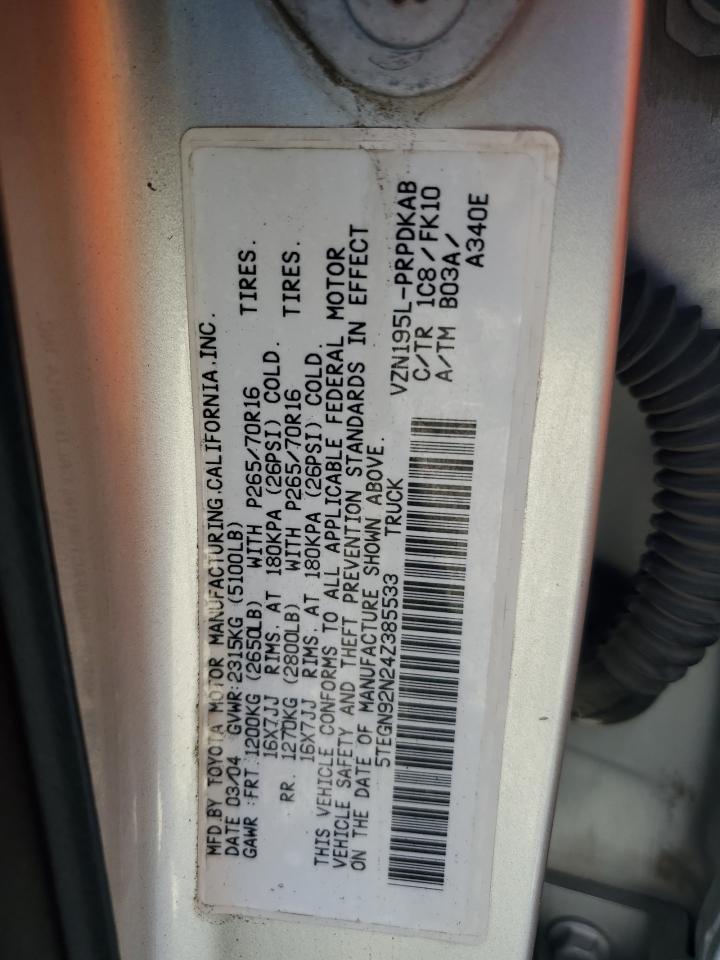 MFD.BY TOYOTA MOTOR MANUFACTURING.CALIFORNIA.INC.
DATE 03/04 GVWR:2315KG (5100LB)
GAWR :FRT:1200KG (2650LB) WITH P265/70R16 TIRES.
16X7JJ RIMS. AT 180KPA (26PSI) COLD.
RR. 1270KG (2800LB) WITH P265/70R16 TIRES.
16X7JJ RIMS. AT 180KPA (26PSI) COLD.
THIS VEHICLE CONFORMS TO ALL APPLICABLE FEDERAL MOTOR
VEHICLE SAFETY AND THEFT PREVENTION STANDARDS IN EFFECT
ON THE DATE OF MANUFACTURE SHOWN ABOVE.
5TEGN92N24Z385533 TRUCK
VZN195L-PRPDKAB
C/TR 1C8/FK10
A/TM B03A/
A340E